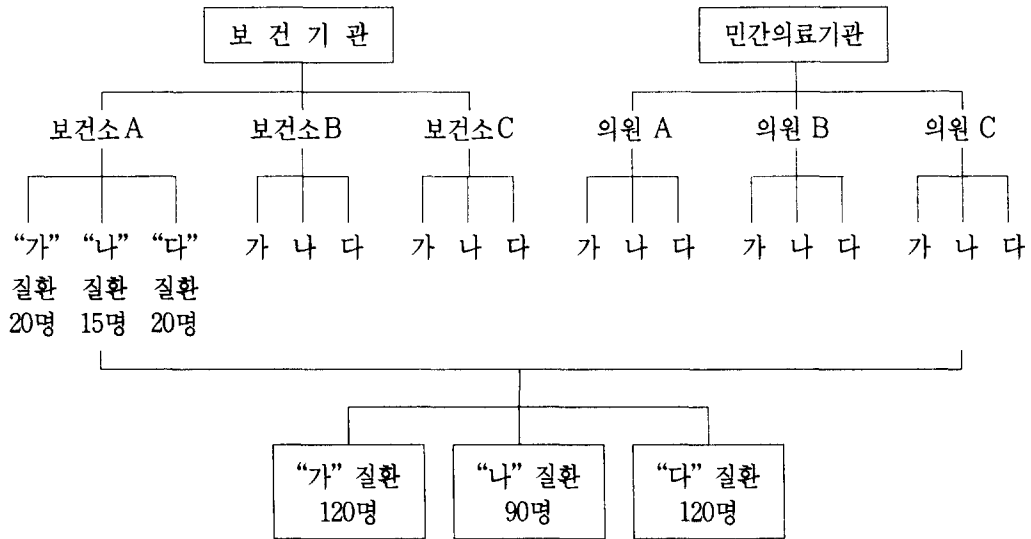 보 건 기 관 민간의료기관
보건소A 보건소B 보건소C 의원 A 의원 B 의원 C
“가” “나” “다” 가 나 다 가 나 다 가 나 다 가 나 다 가 나 다
질환 질환 질환
20명 15명 20명
“가” 질환 “나” 질환 “다” 질환
120명 90명 120명